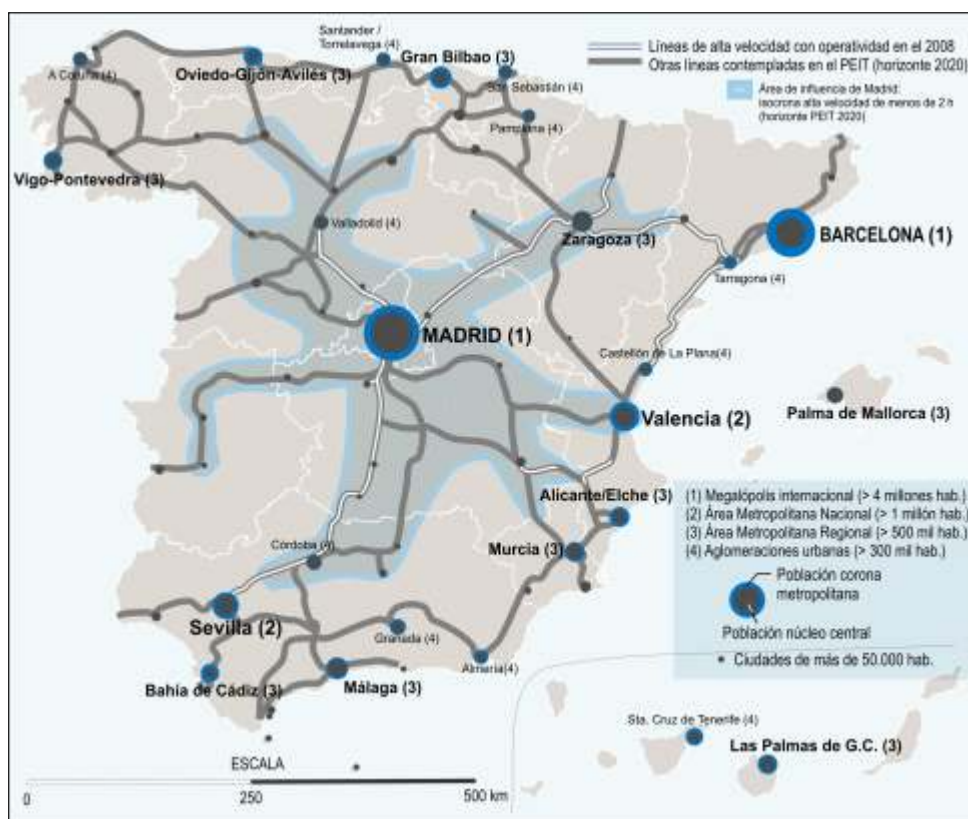 Santander /
Torrelavega (4)
Gran Bilbao (3)
A Coruña (4)
Oviedo-Gijón-Avilés (3)
San Sebastián (4)
Pamplona (4)
Vigo-Pontevedra (3)
Valladolid (4)
Zaragoza (3)
BARCELONA (1)
Tarragona (4)
MADRID (1)
Castellón de La Plana(4)
Valencia (2)
Palma de Mallorca (3)
Alicante/Elche (3)
Murcia (3)
Córdoba (4)
Sevilla (2)
Granada (4)
Almería(4)
Bahía de Cádiz (3)
Málaga (3)
Sta. Cruz de Tenerife (4)
Las Palmas de G.C. (3)
Líneas de alta velocidad con operatividad en el 2008
Otras líneas contempladas en el PEIT (horizonte 2020)
Área de influencia de Madrid:
isocrona alta velocidad de menos de 2 h
(horizonte PEIT 2020)
(1) Megalópolis internacional (> 4 millones hab.)
(2) Área Metropolitana Nacional (> 1 millón hab.)
(3) Área Metropolitana Regional (> 500 mil hab.)
(4) Aglomeraciones urbanas (> 300 mil hab.)
Población corona
metropolitana
Población núcleo central
Ciudades de más de 50.000 hab.
ESCALA
0 250 500 km